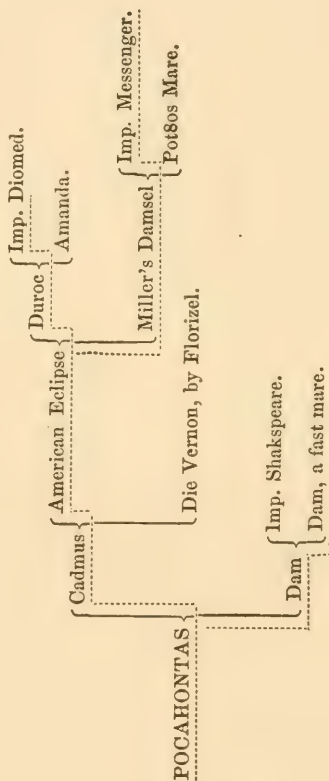 POCAHONTAS
Cadmus
American Eclipse
Duroc
Imp. Diomed.
Amanda.
Miller's Damsel
Imp. Messenger.
Pot8os Mare.
Die Vernon, by Florizel.
Dam
Imp. Shakspeare.
Dam, a fast mare.